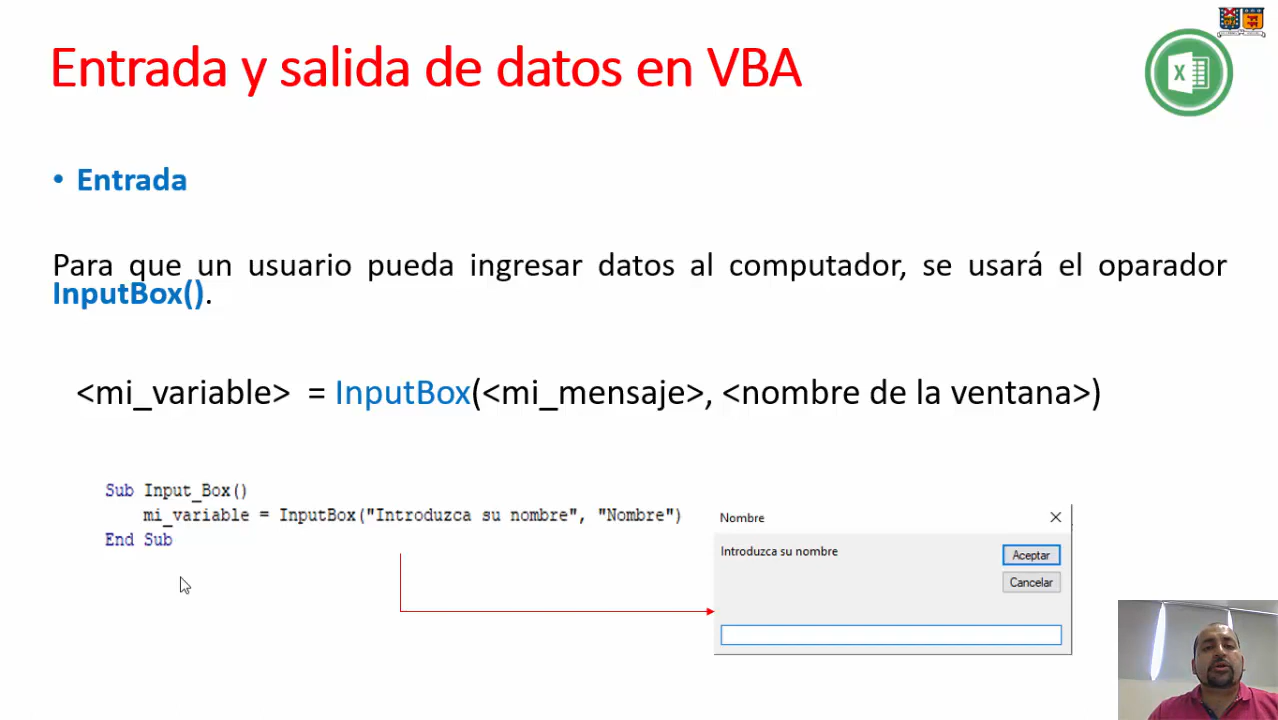 Entrada y salida de datos en VBA
• Entrada
Para que un usuario pueda ingresar datos al computador, se usará el oparador
InputBox().
<mi_variable> = InputBox(<mi_mensaje>, <nombre de la ventana>)
Sub Input_Box()
mi_variable = InputBox("Introduzca su nombre", "Nombre")
End Sub
Nombre
Introduzca su nombre
Aceptar
Cancelar
X